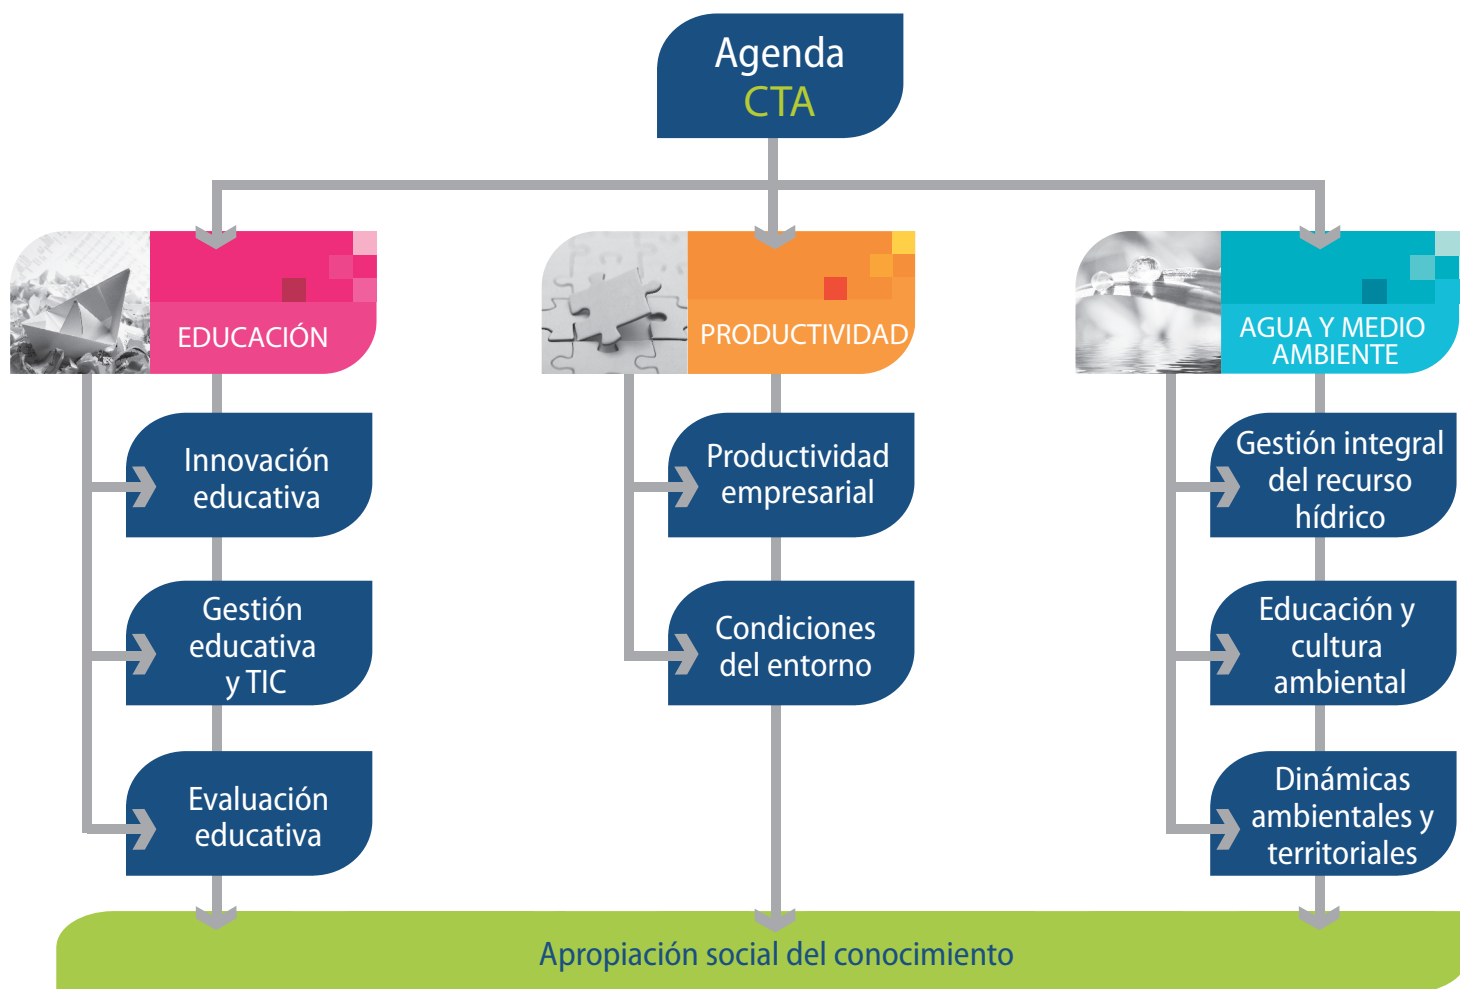 Agenda
CTA
EDUCACIÓN
PRODUCTIVIDAD
AGUA Y MEDIO
AMBIENTE
Innovación
educativa
Gestión
educativa
y TIC
Evaluación
educativa
Productividad
empresarial
Condiciones
del entorno
Gestión integral
del recurso
hídrico
Educación y
cultura
ambiental
Dinámicas
ambientales y
territoriales
Apropiación social del conocimiento